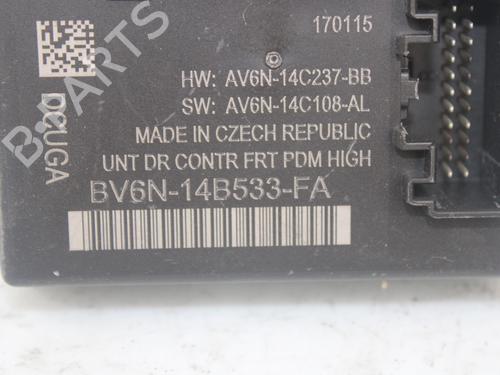 170115
HW: AV6N-14C237-BB
SW: AV6N-14C108-AL
MADE IN CZECH REPUBLIC
UNT DR CONTR FRT PDM HIGH
BV6N-14B533-FA
DCUGA
B-PARTS